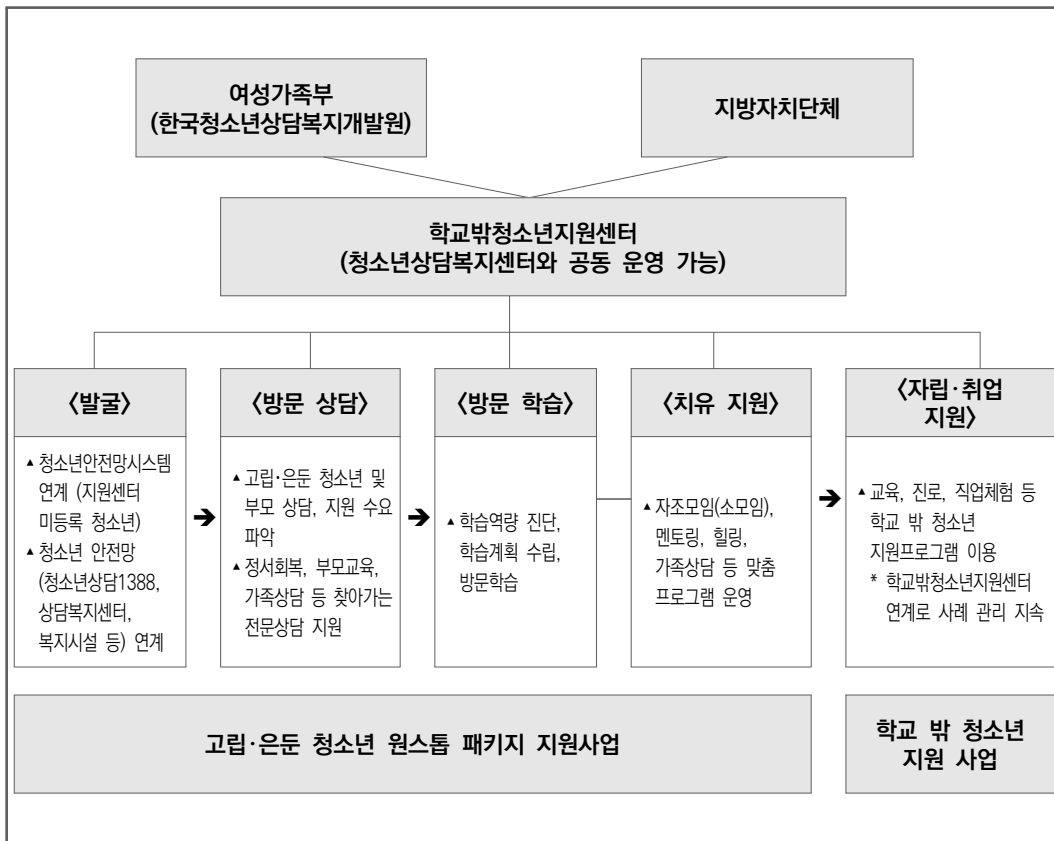 여성가족부
(한국청소년상담복지개발원)
지방자치단체
학교밖청소년지원센터
(청소년상담복지센터와 공동 운영 가능)
〈발굴〉
▲ 청소년안전망시스템
연계 (지원센터
미등록 청소년)
▲ 청소년 안전망
(청소년상담1388,
상담복지센터,
복지시설 등) 연계
〈방문 상담〉
▲ 고립·은둔 청소년 및
부모 상담, 지원 수요
파악
▲ 정서회복, 부모교육,
가족상담 등 찾아가는
전문상담 지원
〈방문 학습〉
▲ 학습역량 진단,
학습계획 수립,
방문학습
〈치유 지원〉
▲ 자조모임(소모임),
멘토링, 힐링,
가족상담 등 맞춤
프로그램 운영
〈자립·취업
지원〉
▲ 교육, 진로, 직업체험 등
학교 밖 청소년
지원프로그램 이용
* 학교밖청소년지원센터
연계로 사례 관리 지속
고립·은둔 청소년 원스톱 패키지 지원사업
학교 밖 청소년
지원 사업